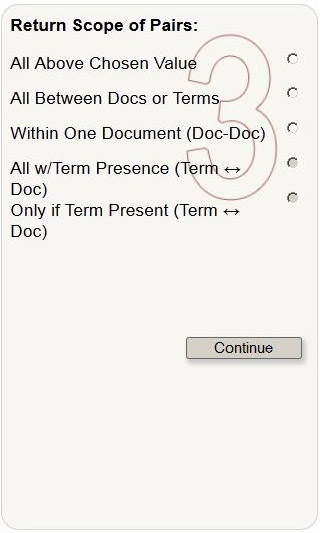 Return Scope of Pairs:
3
All Above Chosen Value
All Between Docs or Terms
Within One Document (Doc-Doc)
All w/Term Presence (Term ↔
Doc)
Only if Term Present (Term ↔
Doc)
Continue